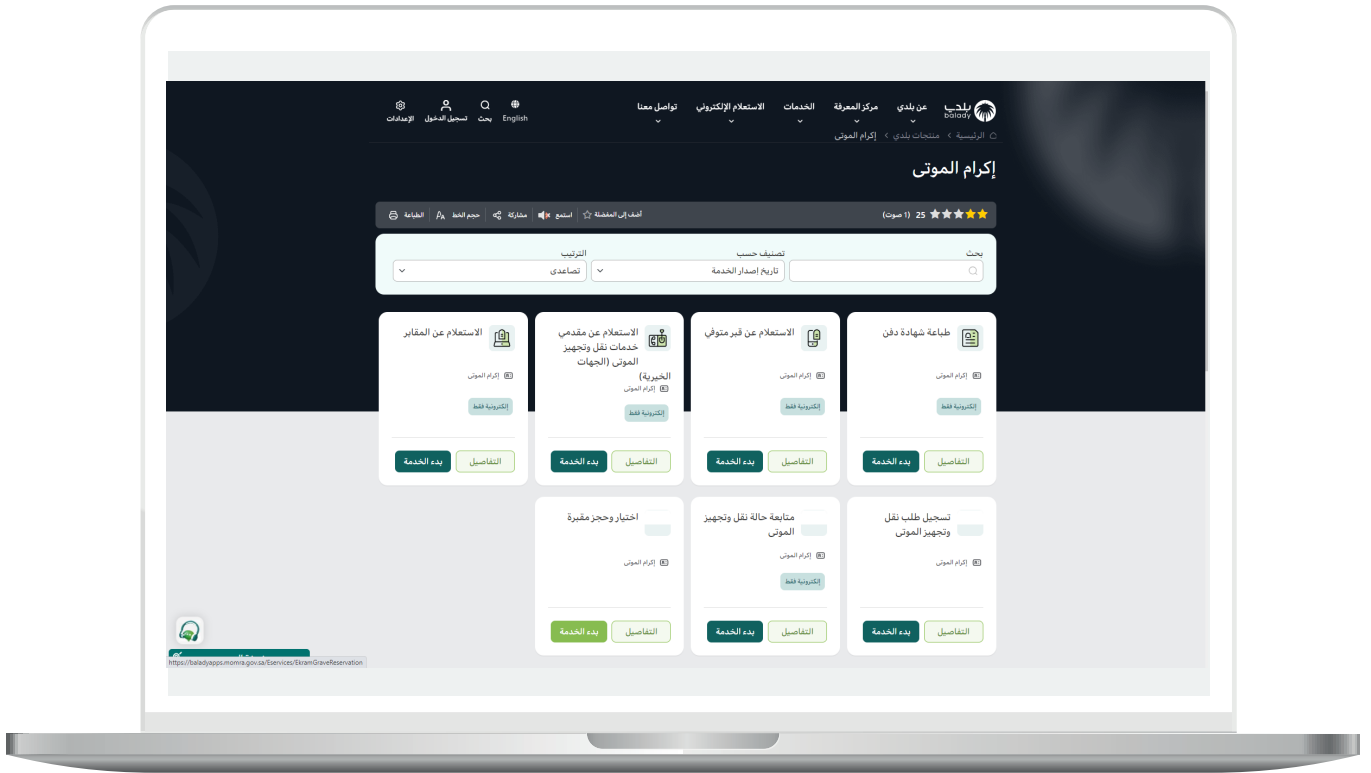 بلدي
balady
عن بلدي
مركز المعرفة
الخدمات
الاستعلام الإلكتروني
تواصل معنا
English
بحث
تسجيل الدخول
الإعدادات
الرئيسية > منتجات بلدي > إكرام الموتى
إكرام الموتى
25 (1 صوت)
أضف إلى المفضلة
استمع
مشاركة
حجم الخط
الطباعة
بحث
تصنيف حسب
تاريخ إصدار الخدمة
الترتيب
تصاعدى
طباعة شهادة دفن
إكرام الموتى
إلكترونية فقط
التفاصيل
بدء الخدمة
الاستعلام عن قبر متوفي
إكرام الموتى
إلكترونية فقط
التفاصيل
بدء الخدمة
الاستعلام عن مقدمي
خدمات نقل وتجهيز
الموتى (الجهات
الخيرية)
إكرام الموتى
إلكترونية فقط
التفاصيل
بدء الخدمة
الاستعلام عن المقابر
إكرام الموتى
إلكترونية فقط
التفاصيل
بدء الخدمة
تسجيل طلب نقل
وتجهيز الموتى
إكرام الموتى
التفاصيل
بدء الخدمة
متابعة حالة نقل وتجهيز
الموتى
إكرام الموتى
إلكترونية فقط
التفاصيل
بدء الخدمة
اختيار وحجز مقبرة
إكرام الموتى
التفاصيل
بدء الخدمة
https://baladyapps.momra.gov.sa/Eservices/EkramGraveReservation